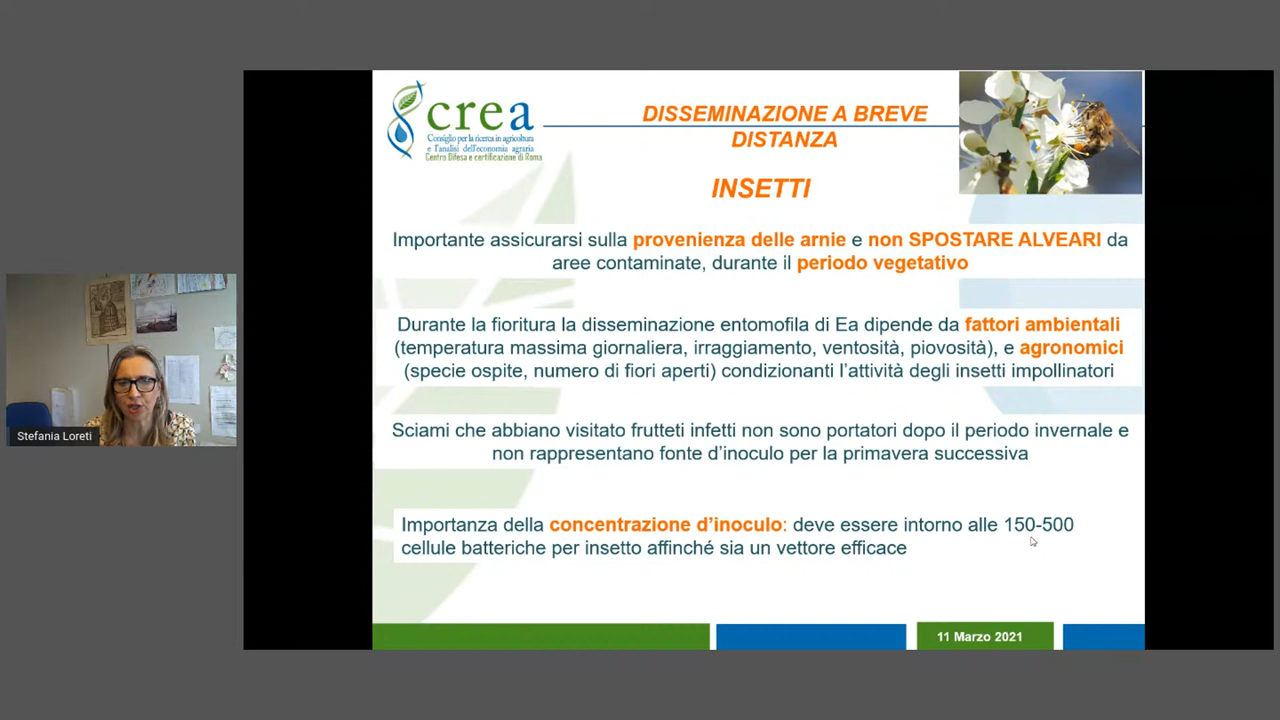 crea
Consiglio per la ricerca in agricoltura
e l'analisi dell'economia agraria
Centro Difesa e certificazione di Roma
DISSEMINAZIONE A BREVE
DISTANZA
INSETTI
Importante assicurarsi sulla provenienza delle arnie e non SPOSTARE ALVEARI da
aree contaminate, durante il periodo vegetativo
Durante la fioritura la disseminazione entomofila di Ea dipende da fattori ambientali
(temperatura massima giornaliera, irraggiamento, ventosità, piovosità), e agronomici
(specie ospite, numero di fiori aperti) condizionanti l'attività degli insetti impollinatori
Stefania Loreti
Sciami che abbiano visitato frutteti infetti non sono portatori dopo il periodo invernale e
non rappresentano fonte d'inoculo per la primavera successiva
Importanza della concentrazione d'inoculo: deve essere intorno alle 150-500
cellule batteriche per insetto affinché sia un vettore efficace
11 Marzo 2021